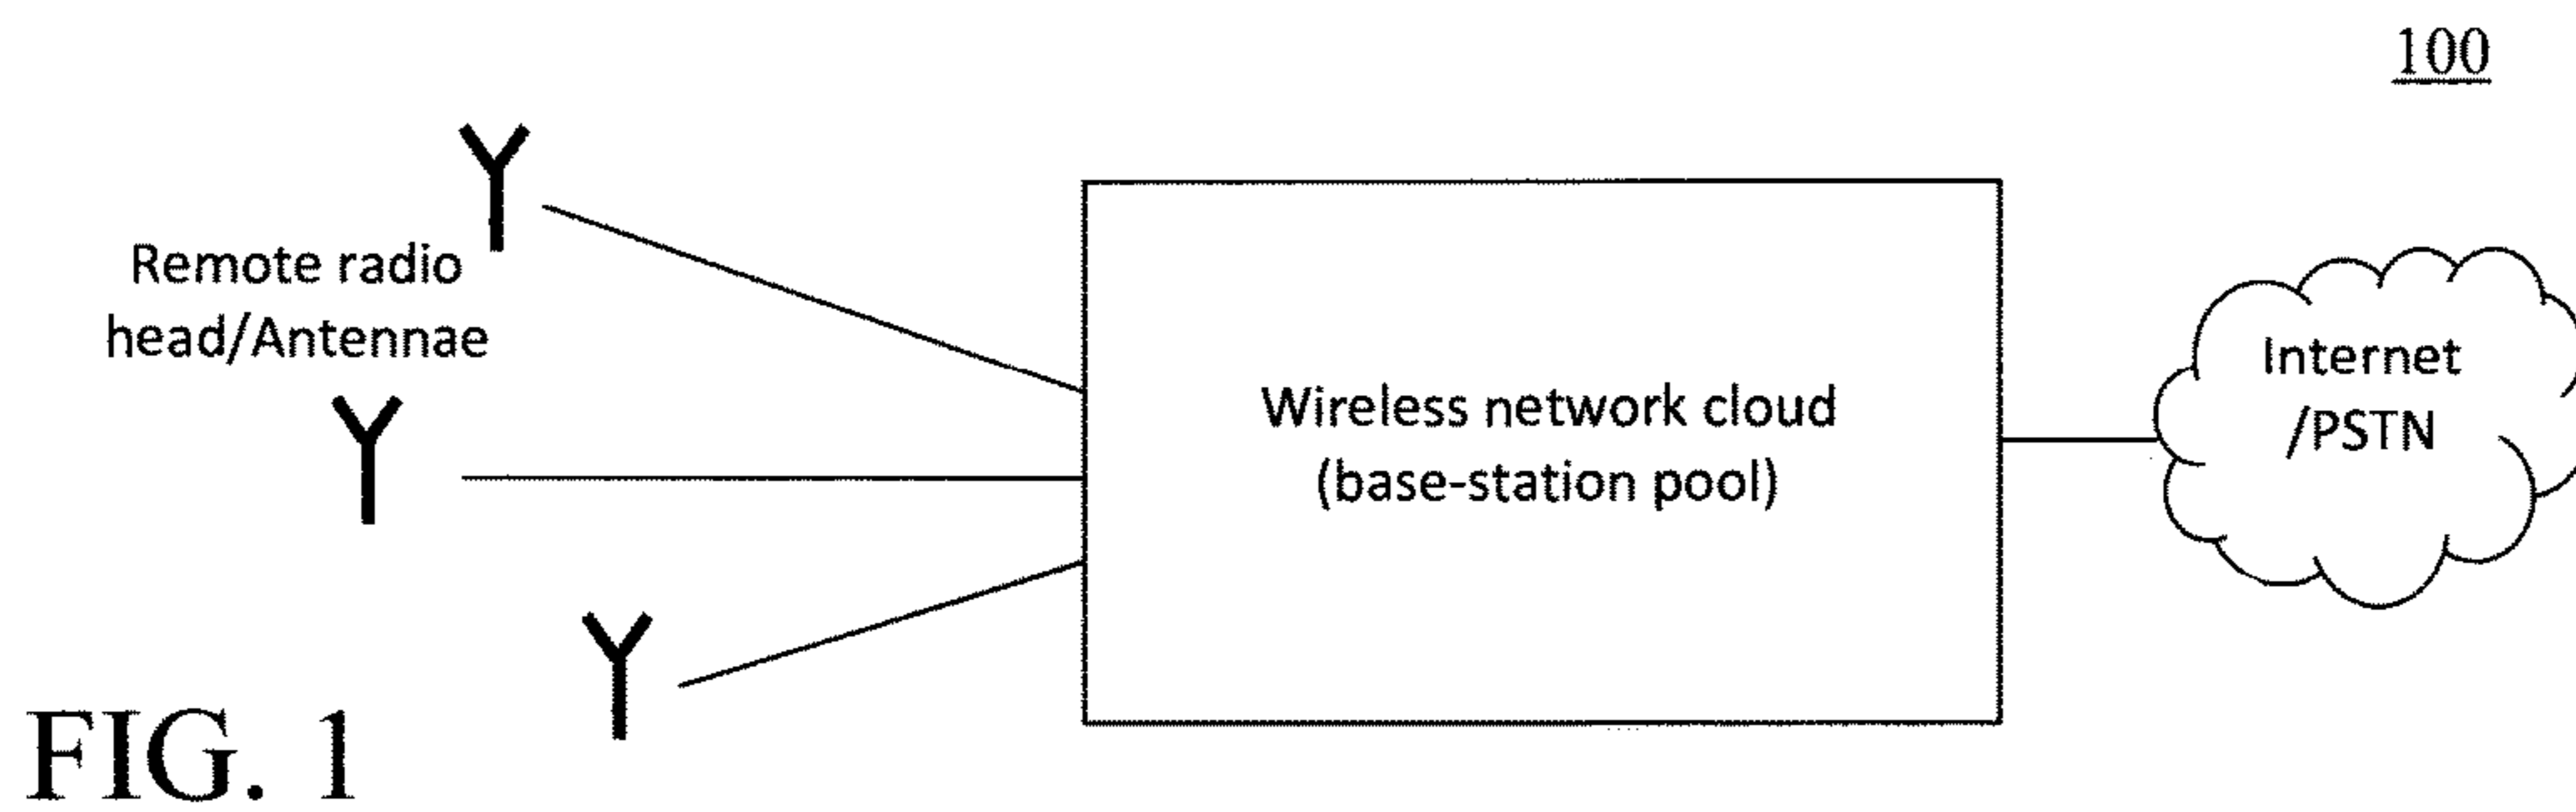 100
Remote radio
head/Antennae
Wireless network cloud
(base-station pool)
Internet
/PSTN
FIG. 1